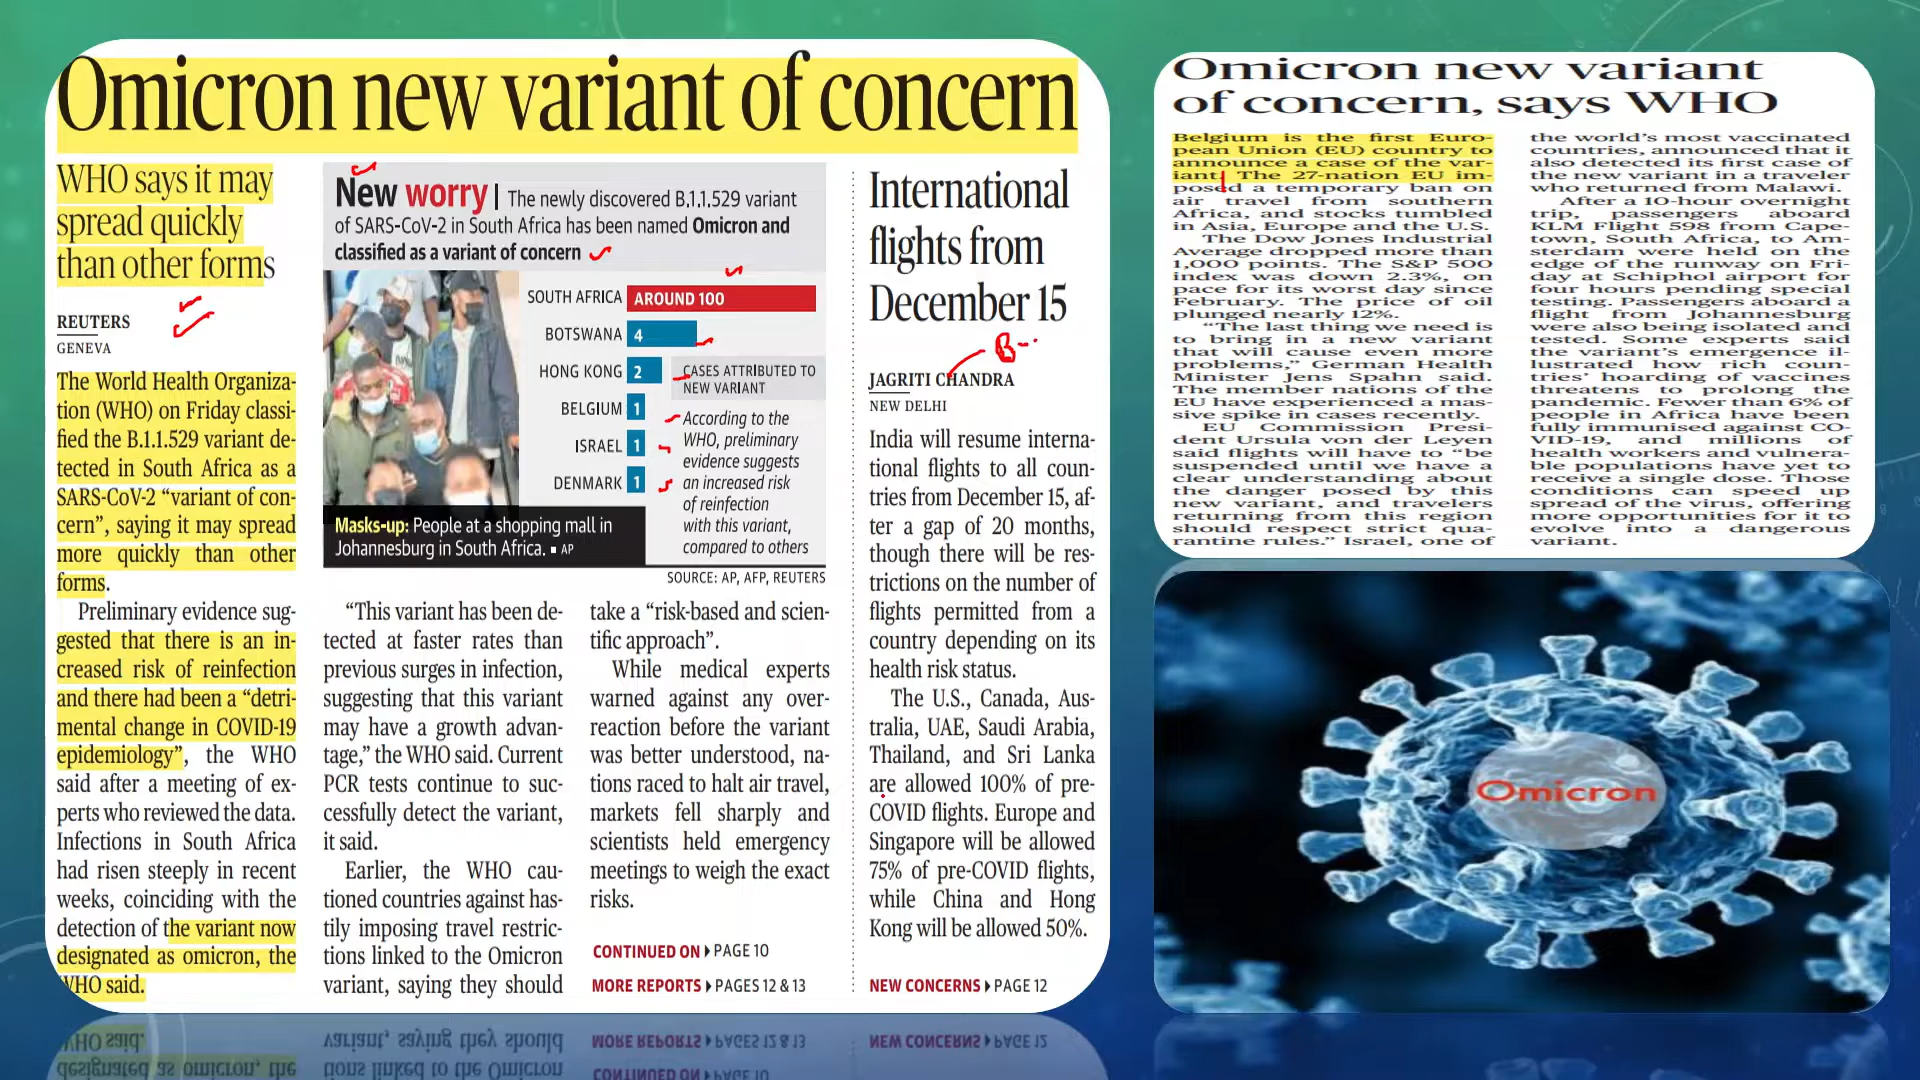 Omicron new variant of concern
WHO says it may
spread quickly
than other forms
REUTERS
GENEVA
The World Health Organiza-
tion (WHO) on Friday classi-
fied the B.1.1.529 variant de-
tected in South Africa as a
SARS-CoV-2 “variant of con-
cern”, saying it may spread
more quickly than other
forms.
Preliminary evidence sug-
gested that there is an in-
creased risk of reinfection
and there had been a “detri-
mental change in COVID-19
epidemiology”, the WHO
said after a meeting of ex-
perts who reviewed the data.
Infections in South Africa
had risen steeply in recent
weeks, coinciding with the
detection of the variant now
designated as omicron, the
WHO said.
New worry | The newly discovered B.1.1.529 variant
of SARS-CoV-2 in South Africa has been named Omicron and
classified as a variant of concern
SOUTH AFRICA AROUND 100
BOTSWANA 4
HONG KONG 2
BELGIUM 1
ISRAEL 1
DENMARK 1
CASES ATTRIBUTED TO
NEW VARIANT
According to the
WHO, preliminary
evidence suggests
an increased risk
of reinfection
with this variant,
compared to others
Masks-up: People at a shopping mall in
Johannesburg in South Africa. ▪ AP
SOURCE: AP, AFP, REUTERS
“This variant has been de-
tected at faster rates than
previous surges in infection,
suggesting that this variant
may have a growth advan-
tage,” the WHO said. Current
PCR tests continue to suc-
cessfully detect the variant,
it said.
Earlier, the WHO cau-
tioned countries against has-
tily imposing travel restric-
tions linked to the Omicron
variant, saying they should
take a “risk-based and scien-
tific approach”.
While medical experts
warned against any over-
reaction before the variant
was better understood, na-
tions raced to halt air travel,
markets fell sharply and
scientists held emergency
meetings to weigh the exact
risks.
CONTINUED ON PAGE 10
MORE REPORTS PAGES 12 & 13
International
flights from
December 15
JAGRITI CHANDRA
NEW DELHI
India will resume interna-
tional flights to all coun-
tries from December 15, af-
ter a gap of 20 months,
though there will be res-
trictions on the number of
flights permitted from a
country depending on its
health risk status.
The U.S., Canada, Aus-
tralia, UAE, Saudi Arabia,
Thailand, and Sri Lanka
are allowed 100% of pre-
COVID flights. Europe and
Singapore will be allowed
75% of pre-COVID flights,
while China and Hong
Kong will be allowed 50%.
NEW CONCERNS PAGE 12
Omicron new variant
of concern, says WHO
Belgium is the first Euro-
pean Union (EU) country to
announce a case of the var-
iant. The 27-nation EU im-
posed a temporary ban on
air travel from southern
Africa, and stocks tumbled
in Asia, Europe and the U.S.
The Dow Jones Industrial
Average dropped more than
1,000 points. The S&P 500
index was down 2.3%, on
pace for its worst day since
February. The price of oil
plunged nearly 12%.
“The last thing we need is
to bring in a new variant
that will cause even more
problems,” German Health
Minister Jens Spahn said.
The member nations of the
EU have experienced a mas-
sive spike in cases recently.
EU Commission Presi-
dent Ursula von der Leyen
said flights will have to “be
suspended until we have a
clear understanding about
the danger posed by this
new variant, and travelers
returning from this region
should respect strict qua-
rantine rules.” Israel, one of
the world’s most vaccinated
countries, announced that it
also detected its first case of
the new variant in a traveler
who returned from Malawi.
After a 10-hour overnight
trip, passengers aboard
KLM Flight 598 from Cape-
town, South Africa, to Am-
sterdam were held on the
edge of the runway on Fri-
day at Schiphol airport for
four hours pending special
testing. Passengers aboard a
flight from Johannesburg
were also being isolated and
tested. Some experts said
the variant’s emergence il-
lustrated how rich coun-
tries’ hoarding of vaccines
threatens to prolong the
pandemic. Fewer than 6% of
people in Africa have been
fully immunised against CO-
VID-19, and millions of
health workers and vulnera-
ble populations have yet to
receive a single dose. Those
conditions can speed up
spread of the virus, offering
more opportunities for it to
evolve into a dangerous
variant.
Omicron